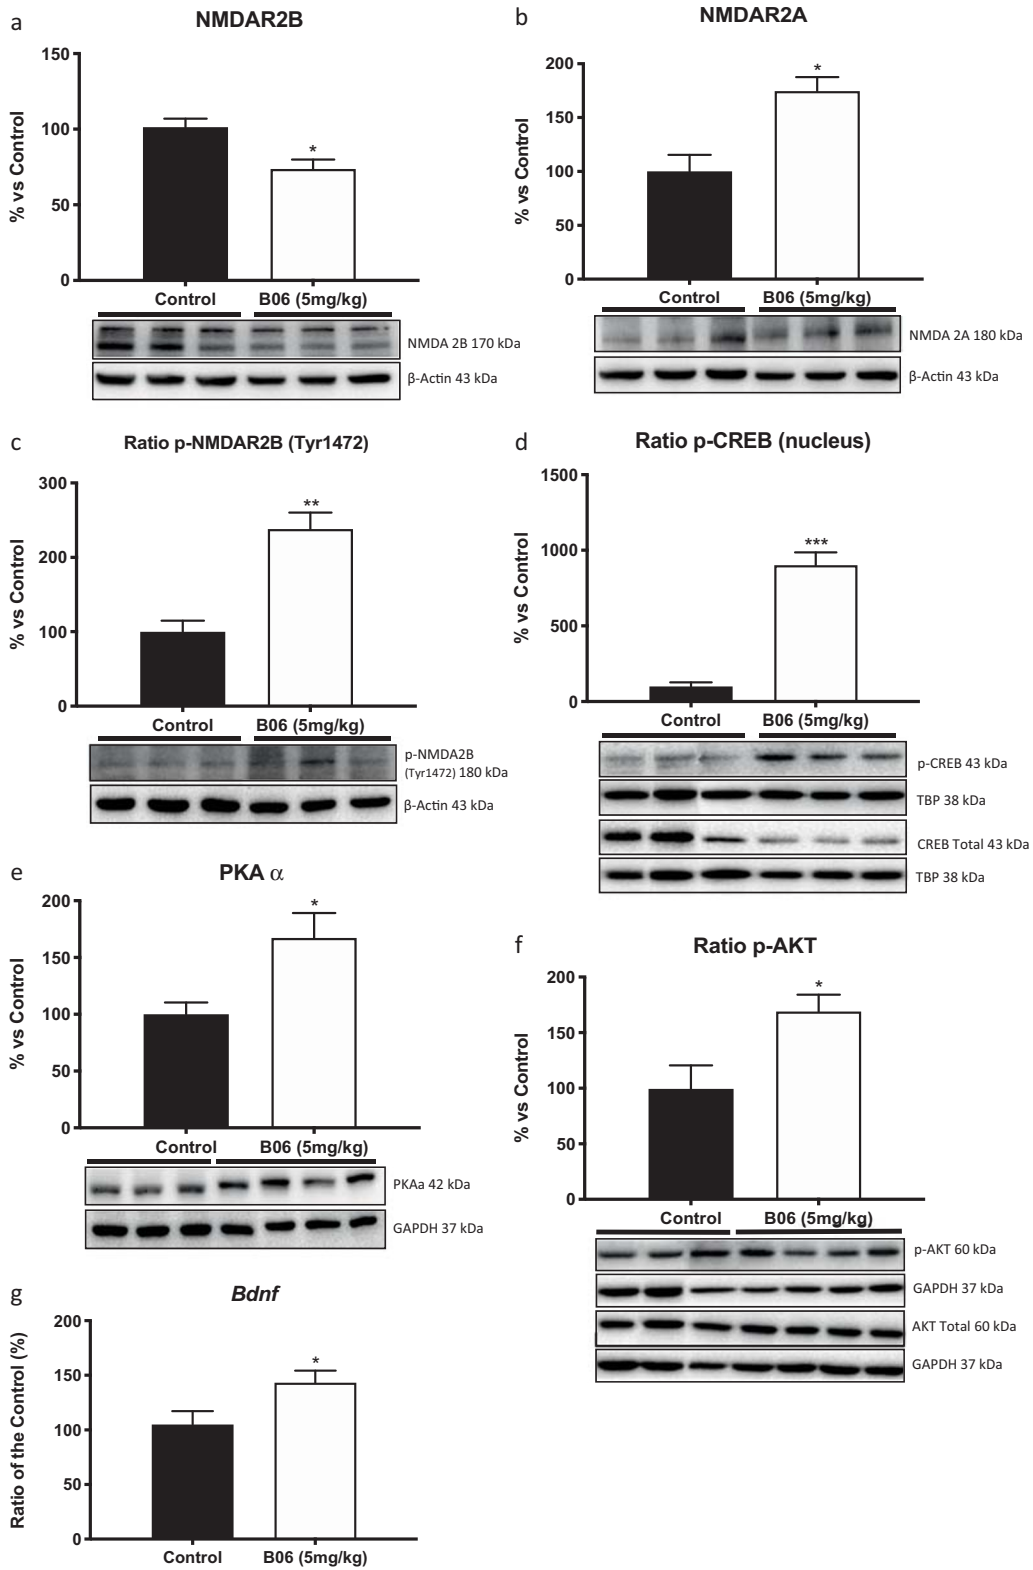 a
NMDAR2B
% vs Control
150
100
50
0
*
Control
B06 (5mg/kg)
NMDA 2B 170 kDa
β-Actin 43 kDa
b
NMDAR2A
% vs Control
200
150
100
50
0
*
Control
B06 (5mg/kg)
NMDA 2A 180 kDa
β-Actin 43 kDa
c
Ratio p-NMDAR2B (Tyr1472)
% vs Control
300
200
100
0
**
Control
B06 (5mg/kg)
p-NMDA2B
(Tyr1472) 180 kDa
β-Actin 43 kDa
d
Ratio p-CREB (nucleus)
% vs Control
1500
1000
500
0
***
Control
B06 (5mg/kg)
p-CREB 43 kDa
TBP 38 kDa
CREB Total 43 kDa
TBP 38 kDa
e
PKA α
% vs Control
200
150
100
50
0
*
Control
B06 (5mg/kg)
PKAa 42 kDa
GAPDH 37 kDa
f
Ratio p-AKT
% vs Control
200
150
100
50
0
*
Control
B06 (5mg/kg)
p-AKT 60 kDa
GAPDH 37 kDa
AKT Total 60 kDa
GAPDH 37 kDa
g
Bdnf
Ratio of the Control (%)
200
150
100
50
0
*
Control
B06 (5mg/kg)